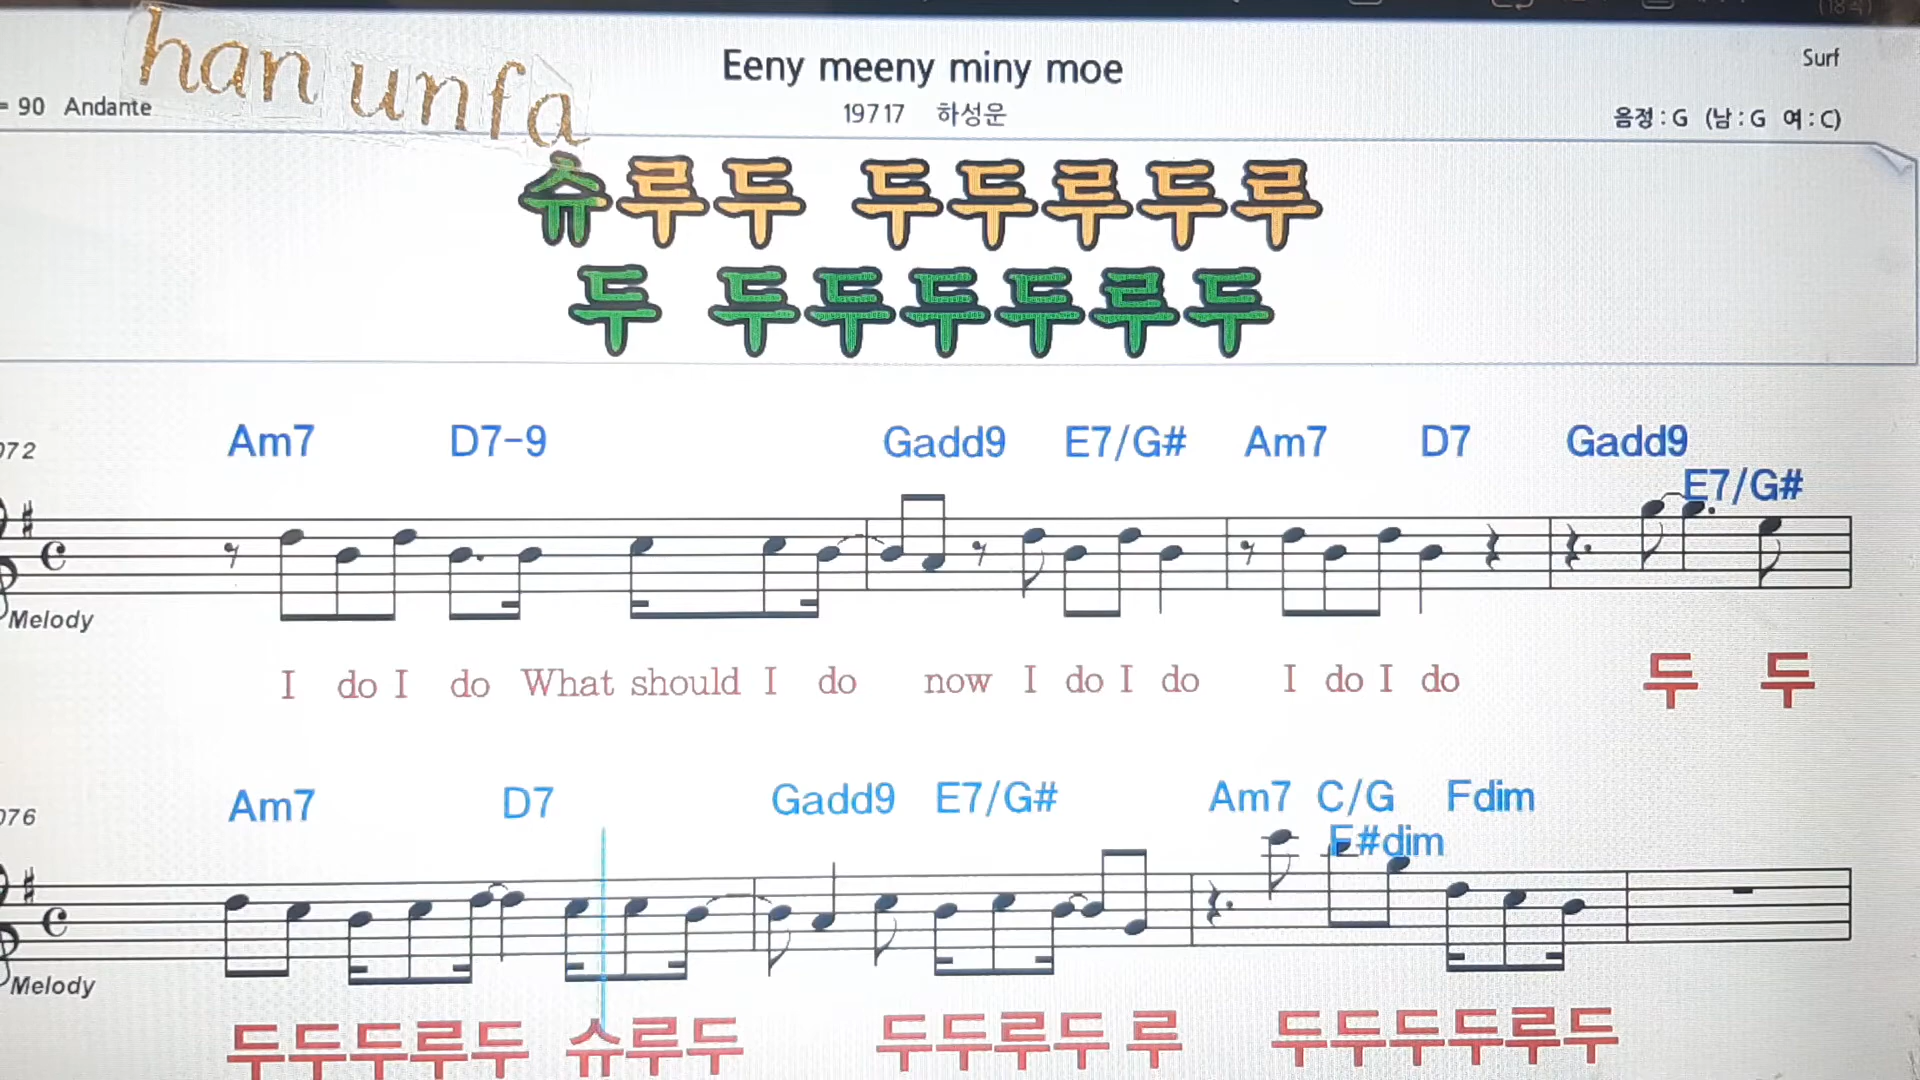 han unfa
Eeny meeny miny moe
Surf
= 90 Andante
19717 하성운
음정 : G (남 : G 여 : C)
슈루두 두두루두루
두 두두두두루두
072
Am7 D7-9 Gadd9 E7/G# Am7 D7 Gadd9
E7/G#
Melody
I do I do What should I do now I do I do I do I do 두 두
076
Am7 D7 Gadd9 E7/G# Am7 C/G Fdim
F#dim
Melody
두두두루두 슈루두 두두루두 루 두두두두루두